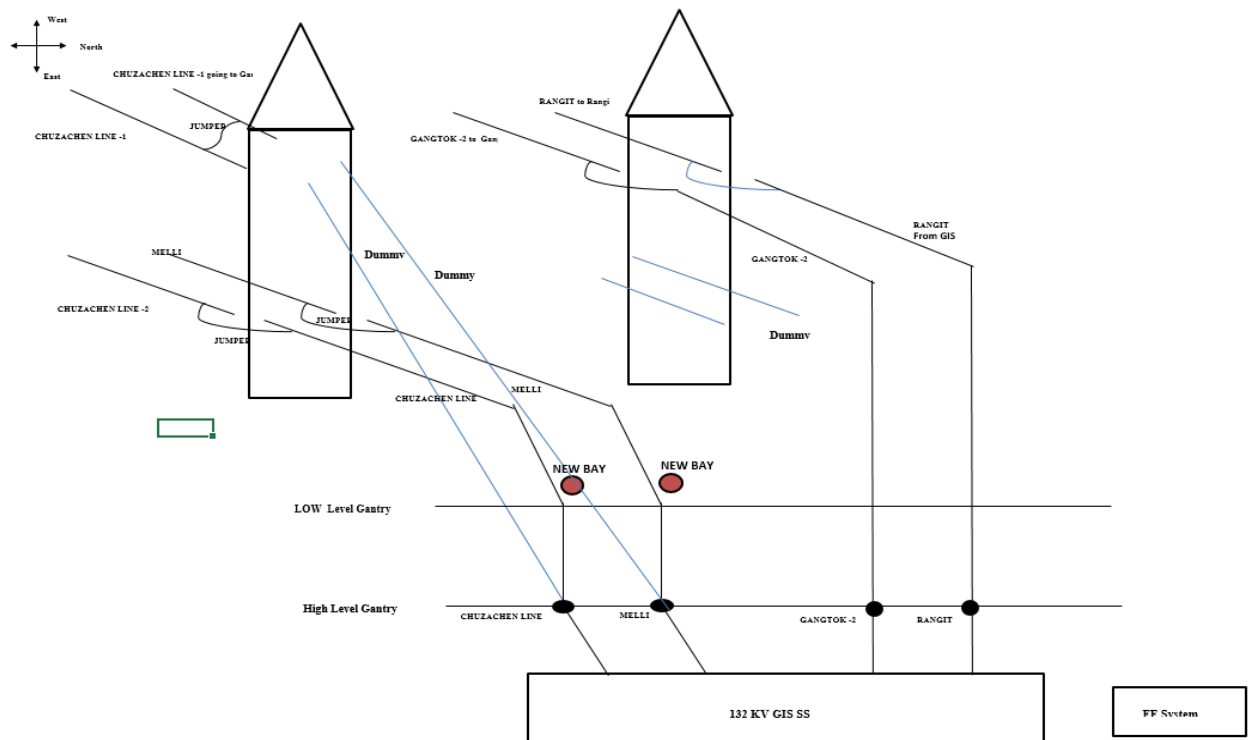 West
North
East
CHUZACHEN LINE -1 going to Gas
JUMPER
CHUZACHEN LINE -1
RANGIT to Rangi
GANGTOK -2 to Gan
MELLI
CHUZACHEN LINE -2
JUMPER
JUMPER
Dummy
Dummy
RANGIT
From GIS
GANGTOK -2
Dummy
CHUZACHEN LINE
MELLI
NEW BAY
NEW BAY
LOW Level Gantry
High Level Gantry
CHUZACHEN LINE
MELLI
GANGTOK -2
RANGIT
132 KV GIS SS
FF System